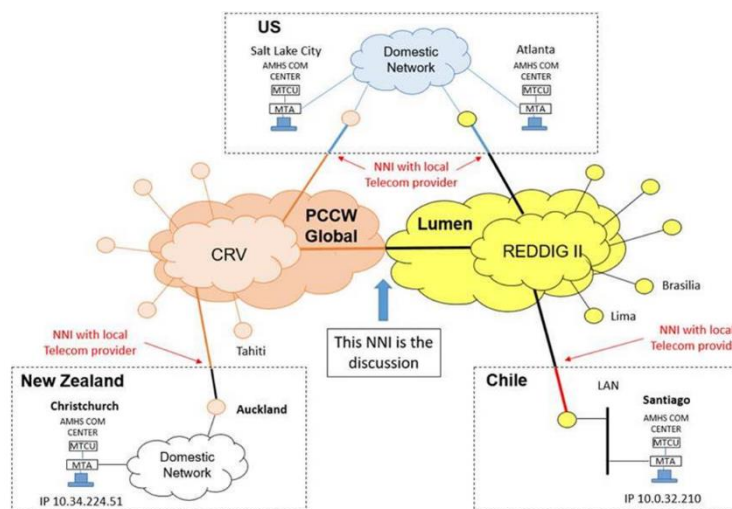 US
Salt Lake City
AMHS COM
CENTER
MTCU
MTA
Domestic
Network
Atlanta
AMHS COM
CENTER
MTCU
MTA
NNI with local
Telecom provider
PCCW
Global
CRV
Lumen
REDDIG II
Brasilia
Lima
Tahiti
NNI with local
Telecom provider
This NNI is the
discussion
NNI with loca
Telecom provid
New Zealand
Christchurch
AMHS COM
CENTER
MTCU
MTA
Auckland
Domestic
Network
IP 10.34.224.51
Chile
LAN
Santiago
AMHS COM
CENTER
MTCU
MTA
IP 10.0.32.210